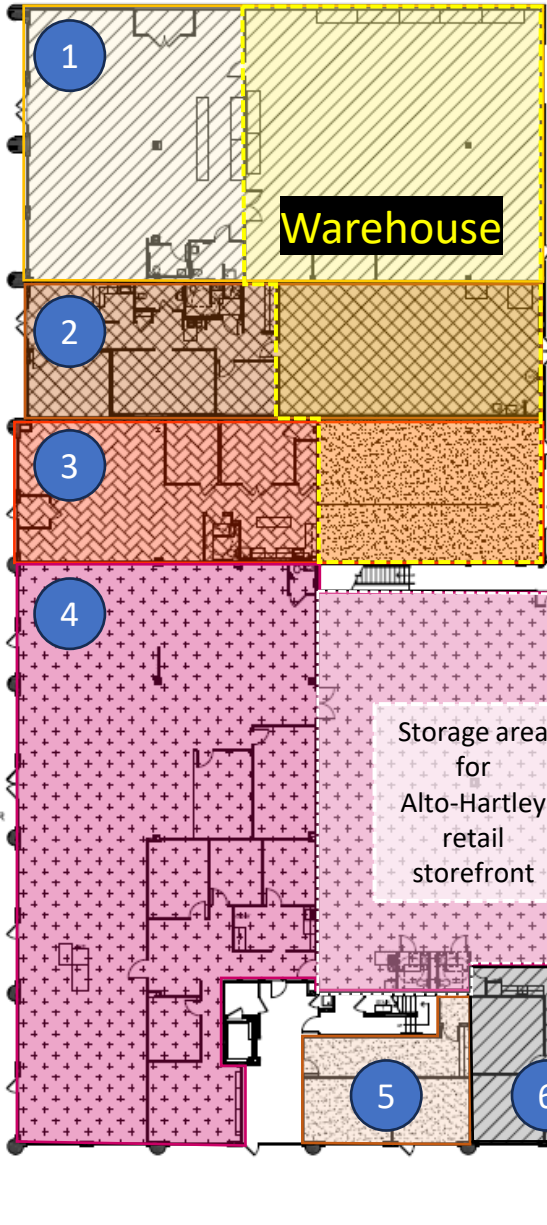 1
Warehouse
2
3
4
Storage area
for
Alto-Hartley
retail
storefront
5
6